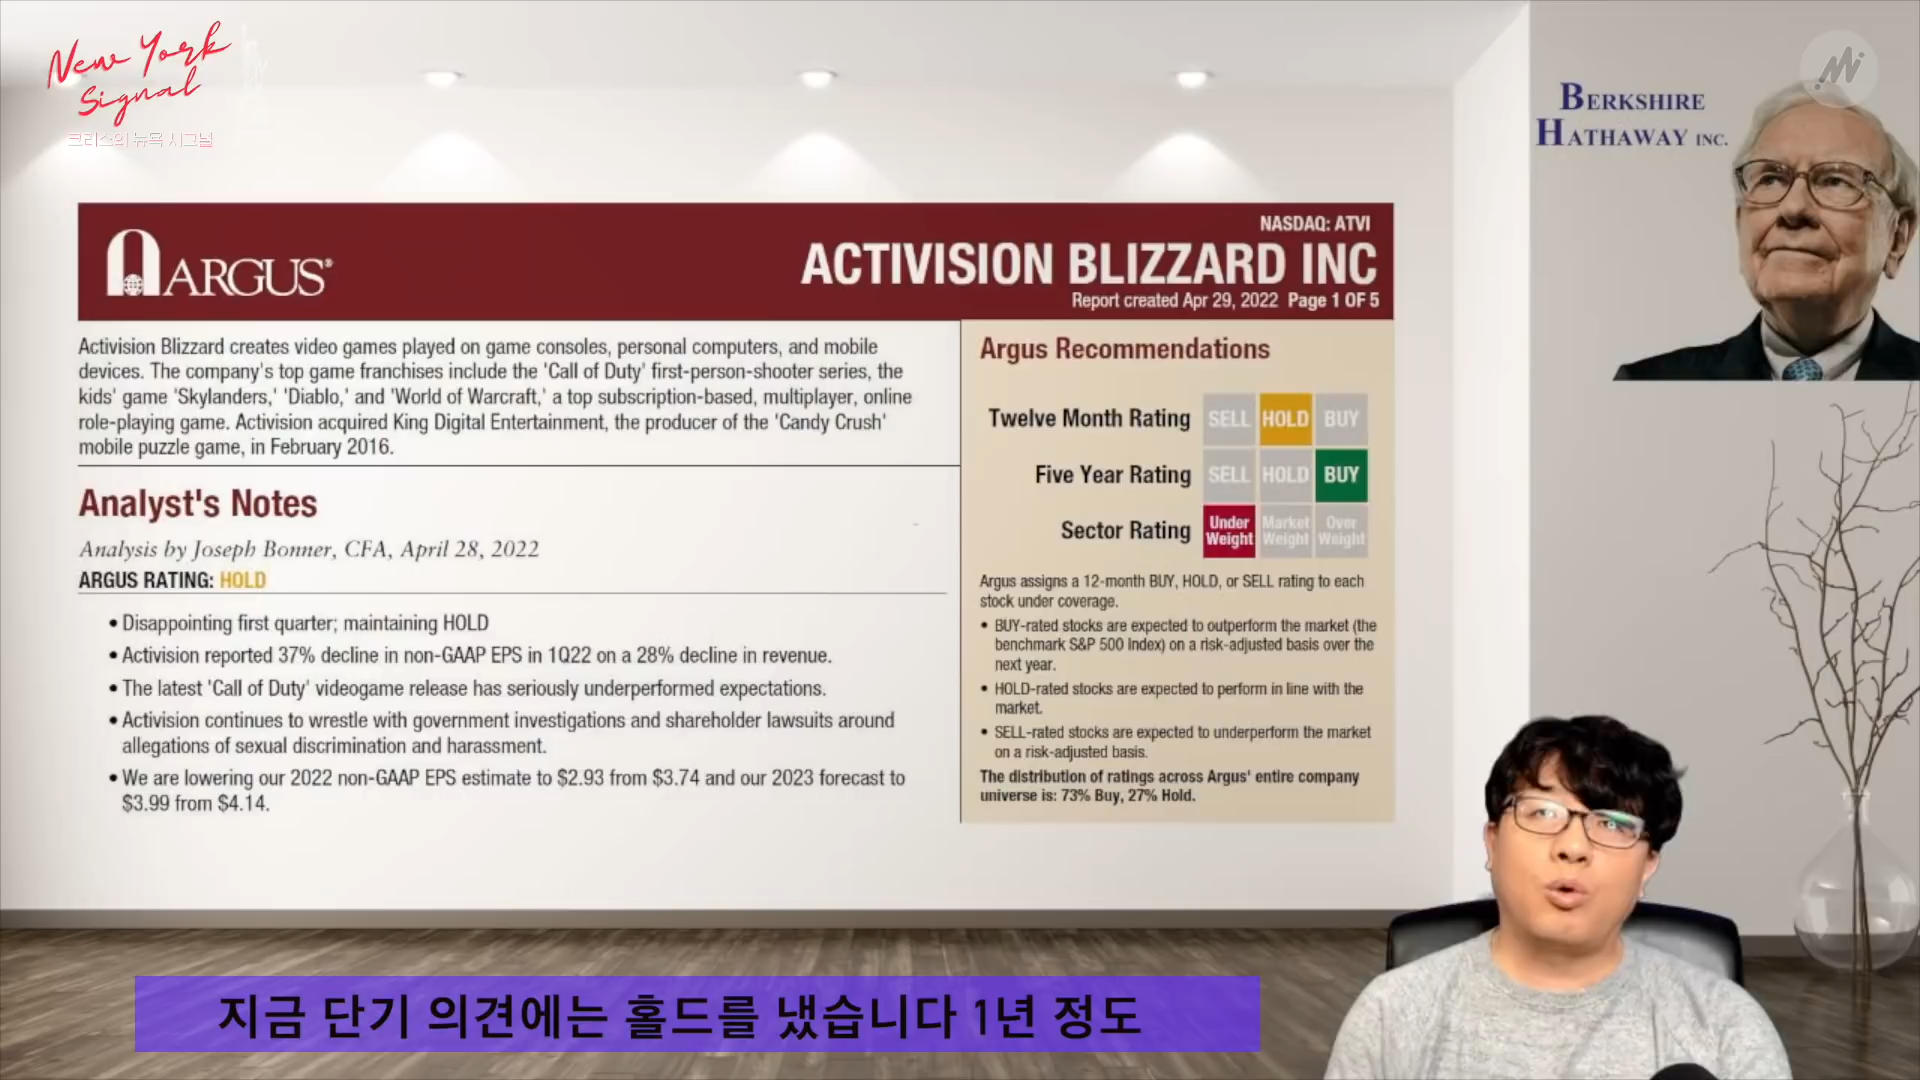 New York
Signal
크리스의 뉴욕 시그널
BERKSHIRE
HATHAWAY INC.
ARGUS®
NASDAQ: ATVI
ACTIVISION BLIZZARD INC
Report created Apr 29, 2022 Page 1 OF 5
Activision Blizzard creates video games played on game consoles, personal computers, and mobile
devices. The company's top game franchises include the 'Call of Duty' first-person-shooter series, the
kids' game 'Skylanders,' 'Diablo,' and 'World of Warcraft,' a top subscription-based, multiplayer, online
role-playing game. Activision acquired King Digital Entertainment, the producer of the 'Candy Crush'
mobile puzzle game, in February 2016.
Analyst's Notes
Analysis by Joseph Bonner, CFA, April 28, 2022
ARGUS RATING: HOLD
• Disappointing first quarter; maintaining HOLD
• Activision reported 37% decline in non-GAAP EPS in 1Q22 on a 28% decline in revenue.
• The latest 'Call of Duty' videogame release has seriously underperformed expectations.
• Activision continues to wrestle with government investigations and shareholder lawsuits around
allegations of sexual discrimination and harassment.
• We are lowering our 2022 non-GAAP EPS estimate to $2.93 from $3.74 and our 2023 forecast to
$3.99 from $4.14.
Argus Recommendations
Twelve Month Rating SELL HOLD BUY
Five Year Rating SELL HOLD BUY
Sector Rating Under Weight Market Weight Over Weight
Argus assigns a 12-month BUY, HOLD, or SELL rating to each
stock under coverage.
• BUY-rated stocks are expected to outperform the market (the
benchmark S&P 500 Index) on a risk-adjusted basis over the
next year.
• HOLD-rated stocks are expected to perform in line with the
market.
• SELL-rated stocks are expected to underperform the market
on a risk-adjusted basis.
The distribution of ratings across Argus' entire company
universe is: 73% Buy, 27% Hold.
지금 단기 의견에는 홀드를 냈습니다 1년 정도